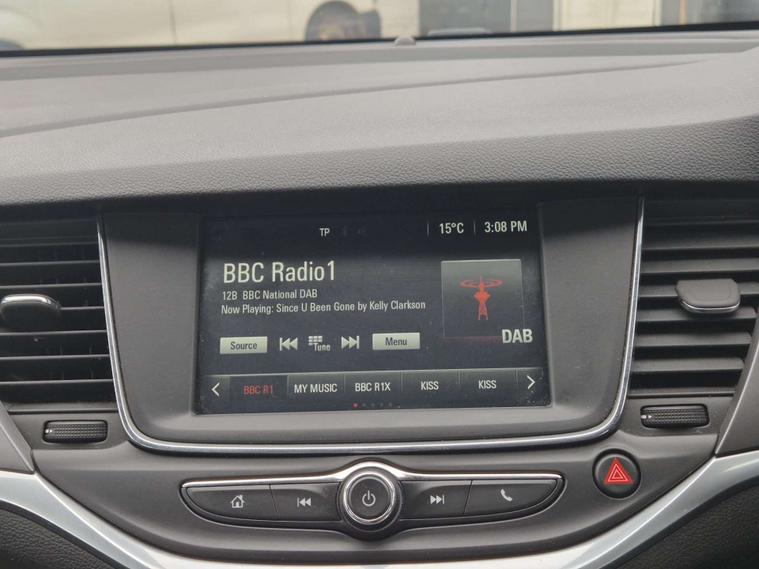 TP 15°C 3:08 PM
BBC Radio1
12B BBC National DAB
Now Playing: Since U Been Gone by Kelly Clarkson
DAB
Source Tune Menu
BBC R1 MY MUSIC BBC R1X KISS KISS